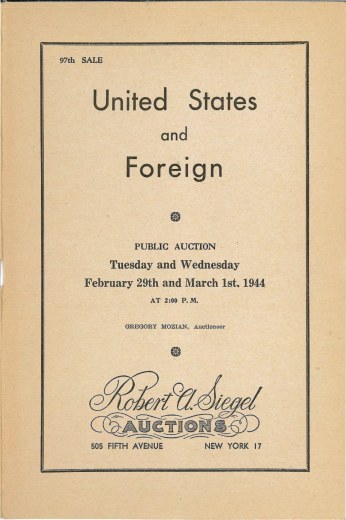 97th SALE
United States
and
Foreign
PUBLIC AUCTION
Tuesday and Wednesday
February 29th and March 1st, 1944
AT 2:00 P. M.
GREGORY MOZIAN, Auctioneer
Robert A. Siegel
AUCTIONS
505 FIFTH AVENUE NEW YORK 17